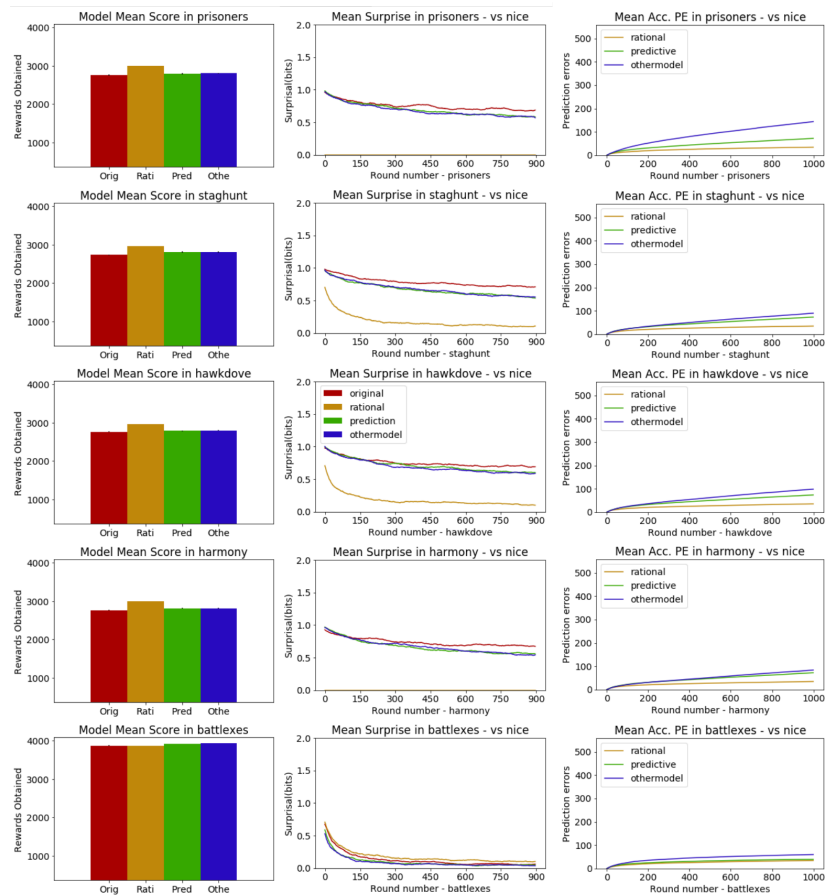 Model Mean Score in prisoners
4000
3000
2000
1000
Rewards Obtained
Orig Rati Pred Othe
Mean Surprise in prisoners - vs nice
2.0
1.5
1.0
0.5
0.0
Surprisal(bits)
0 150 300 450 600 750 900
Round number - prisoners
Mean Acc. PE in prisoners - vs nice
500
400
300
200
100
0
Prediction errors
rational
predictive
othermodel
0 200 400 600 800 1000
Round number - prisoners
Model Mean Score in staghunt
4000
3000
2000
1000
Rewards Obtained
Orig Rati Pred Othe
Mean Surprise in staghunt - vs nice
2.0
1.5
1.0
0.5
0.0
Surprisal(bits)
0 150 300 450 600 750 900
Round number - staghunt
Mean Acc. PE in staghunt - vs nice
500
400
300
200
100
0
Prediction errors
rational
predictive
othermodel
0 200 400 600 800 1000
Round number - staghunt
Model Mean Score in hawkdove
4000
3000
2000
1000
Rewards Obtained
Orig Rati Pred Othe
Mean Surprise in hawkdove - vs nice
2.0
1.5
1.0
0.5
0.0
Surprisal(bits)
original
rational
prediction
othermodel
0 150 300 450 600 750 900
Round number - hawkdove
Mean Acc. PE in hawkdove - vs nice
500
400
300
200
100
0
Prediction errors
rational
predictive
othermodel
0 200 400 600 800 1000
Round number - hawkdove
Model Mean Score in harmony
4000
3000
2000
1000
Rewards Obtained
Orig Rati Pred Othe
Mean Surprise in harmony - vs nice
2.0
1.5
1.0
0.5
0.0
Surprisal(bits)
0 150 300 450 600 750 900
Round number - harmony
Mean Acc. PE in harmony - vs nice
500
400
300
200
100
0
Prediction errors
rational
predictive
othermodel
0 200 400 600 800 1000
Round number - harmony
Model Mean Score in battlexes
4000
3000
2000
1000
Rewards Obtained
Orig Rati Pred Othe
Mean Surprise in battlexes - vs nice
2.0
1.5
1.0
0.5
0.0
Surprisal(bits)
0 150 300 450 600 750 900
Round number - battlexes
Mean Acc. PE in battlexes - vs nice
500
400
300
200
100
0
Prediction errors
rational
predictive
othermodel
0 200 400 600 800 1000
Round number - battlexes